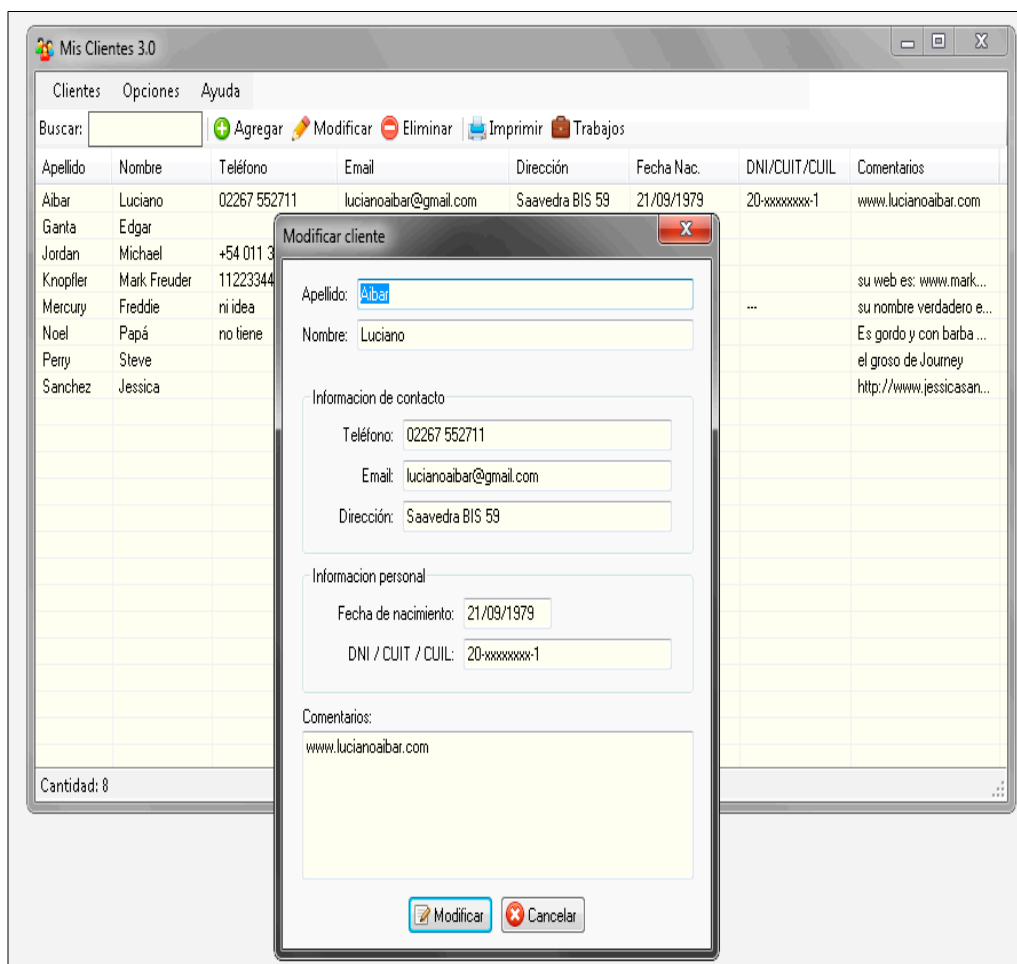 Mis Clientes 3.0
Clientes Opciones Ayuda
Buscar: Agregar Modificar Eliminar Imprimir Trabajos
Apellido Nombre Teléfono Email Dirección Fecha Nac. DNI/CUIT/CUIL Comentarios
Aibar Luciano 02267 552711 lucianoaibar@gmail.com Saavedra BIS 59 21/09/1979 20-xxxxxxxx-1 www.lucianoaibar.com
Ganta Edgar
Jordan Michael +54 011 3
Knopfler Mark Freuder 11223344 su web es: www.mark...
Mercury Freddie ni idea --- su nombre verdadero e...
Noel Papá no tiene Es gordo y con barba ...
Perry Steve el groso de Journey
Sanchez Jessica http://www.jessicasan...
Cantidad: 8
Modificar cliente
Apellido: Aibar
Nombre: Luciano
Informacion de contacto
Teléfono: 02267 552711
Email: lucianoaibar@gmail.com
Dirección: Saavedra BIS 59
Informacion personal
Fecha de nacimiento: 21/09/1979
DNI / CUIT / CUIL: 20-xxxxxxxx-1
Comentarios:
www.lucianoaibar.com
Modificar Cancelar